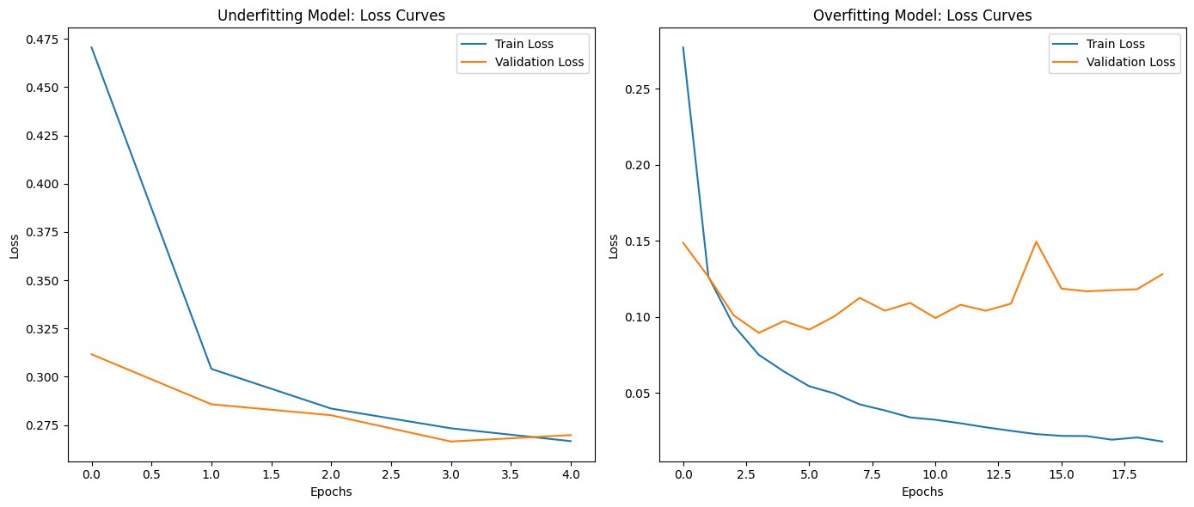 Underfitting Model: Loss Curves
Train Loss
Validation Loss
0.475
0.450
0.425
0.400
0.375
0.350
0.325
0.300
0.275
Loss
0.0 0.5 1.0 1.5 2.0 2.5 3.0 3.5 4.0
Epochs
Overfitting Model: Loss Curves
Train Loss
Validation Loss
0.25
0.20
0.15
0.10
0.05
Loss
0.0 2.5 5.0 7.5 10.0 12.5 15.0 17.5
Epochs